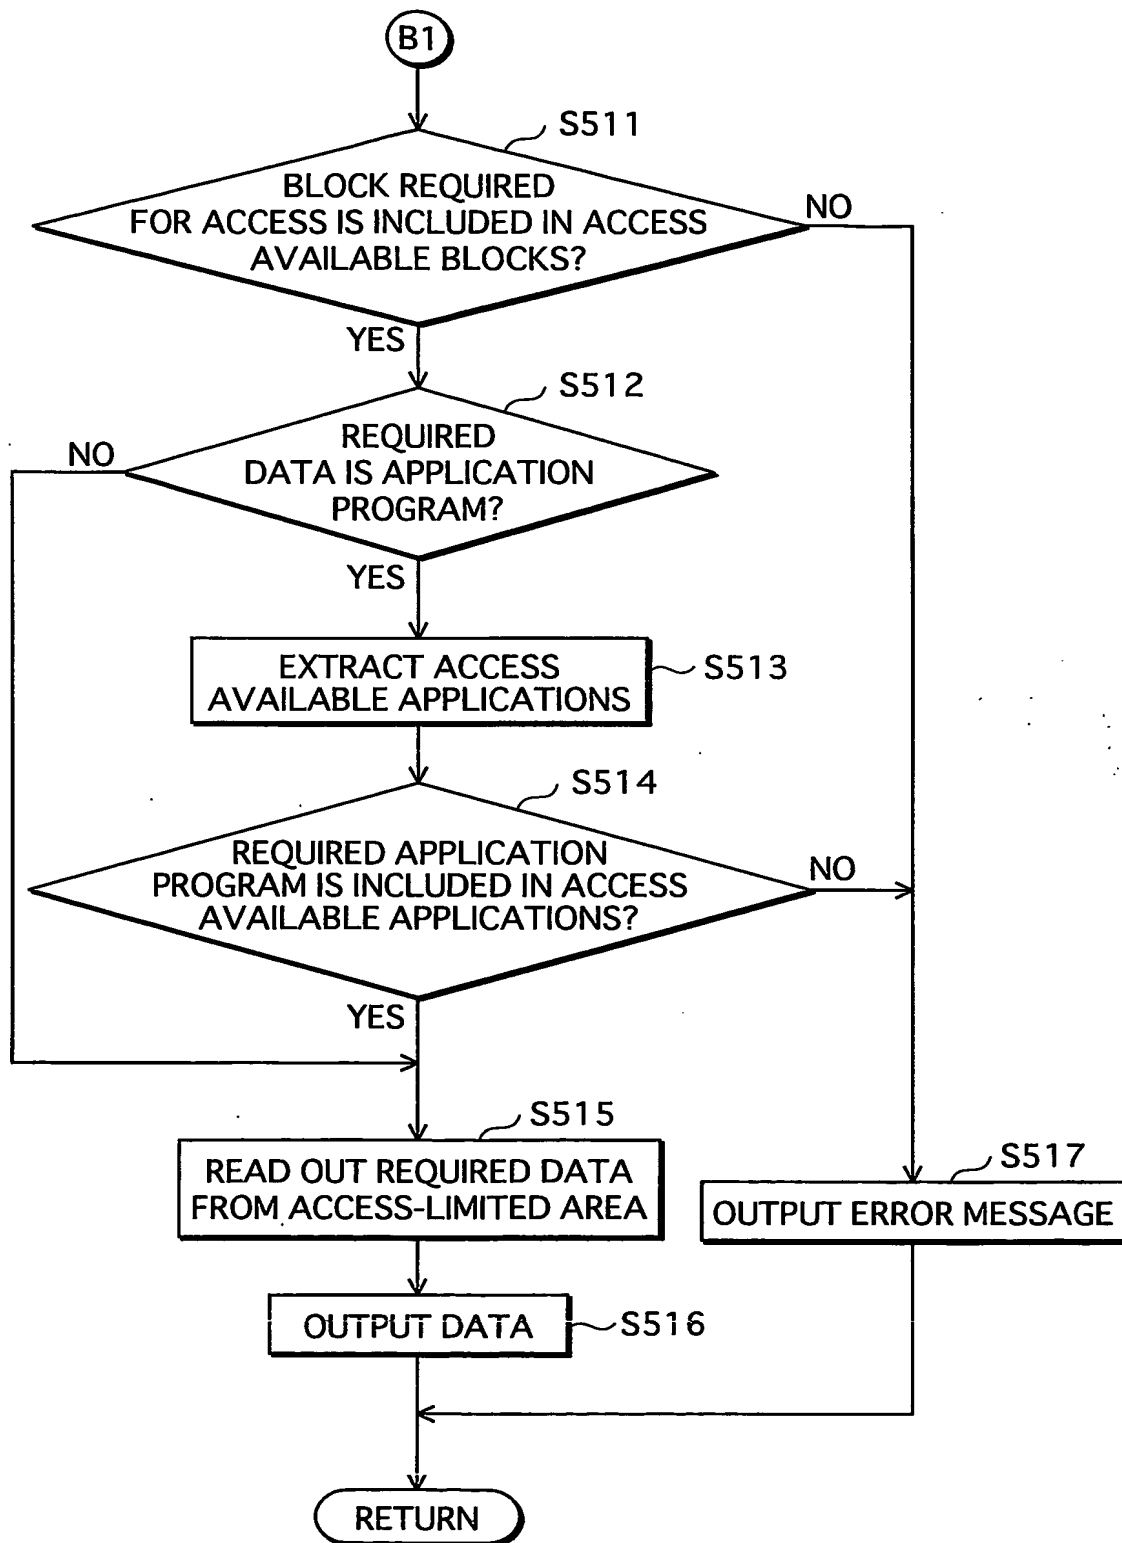 B1
S511
BLOCK REQUIRED
FOR ACCESS IS INCLUDED IN ACCESS
AVAILABLE BLOCKS?
NO
YES
S512
REQUIRED
DATA IS APPLICATION
PROGRAM?
NO
YES
EXTRACT ACCESS
AVAILABLE APPLICATIONS
S513
S514
REQUIRED APPLICATION
PROGRAM IS INCLUDED IN ACCESS
AVAILABLE APPLICATIONS?
NO
YES
S515
READ OUT REQUIRED DATA
FROM ACCESS-LIMITED AREA
S517
OUTPUT ERROR MESSAGE
OUTPUT DATA
S516
RETURN